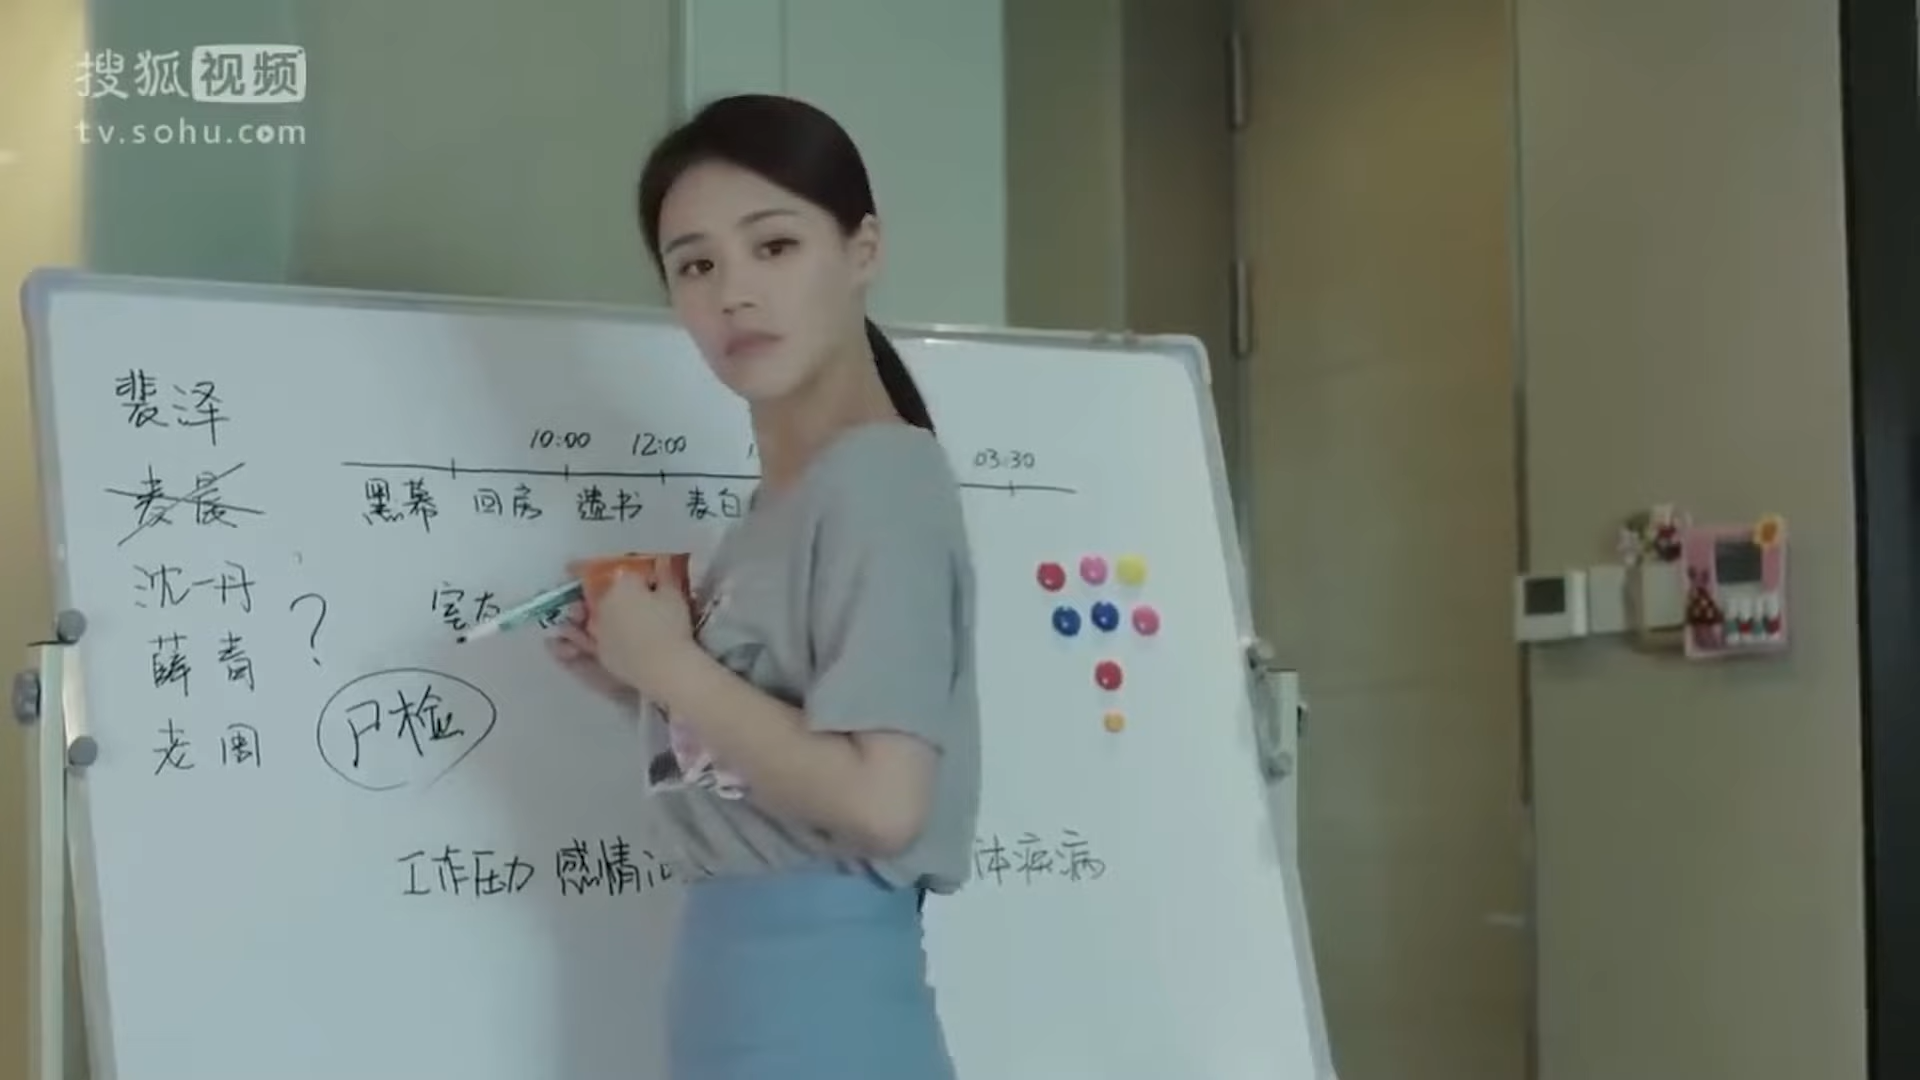 搜狐视频
tv.sohu.com
裴泽
麦晨
沈一丹
薛青
老周
?
10:00 12:00 03:30
黑幕 回房 遗书 表白
室友
尸检
工作压力 感情 体疾病